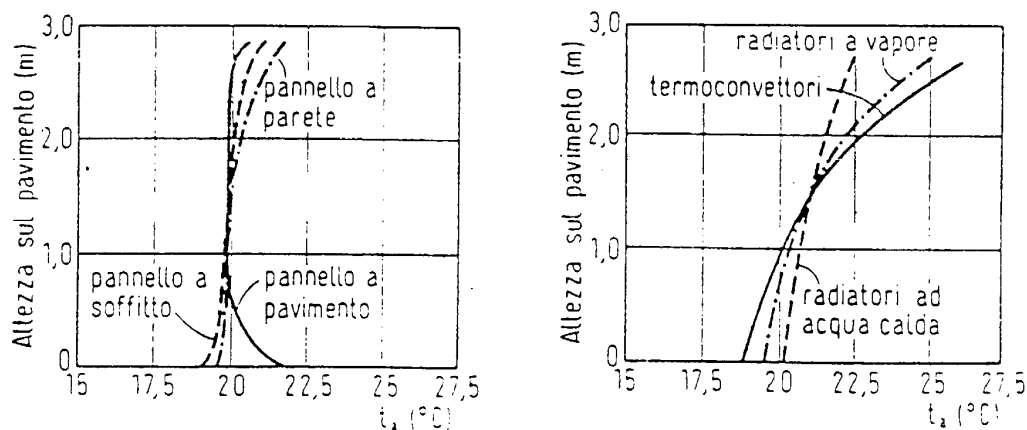 Altezza sul pavimento (m)
3,0
2,0
1,0
0
pannello a
parete
pannello a
soffitto
pannello a
pavimento
15
17,5
20
22,5
25
27,5
t_a (°C)
Altezza sul pavimento (m)
3,0
2,0
1,0
0
radiatori a vapore
termoconvettori
radiatori ad
acqua calda
15
17,5
20
22,5
25
27,5
t_a (°C)